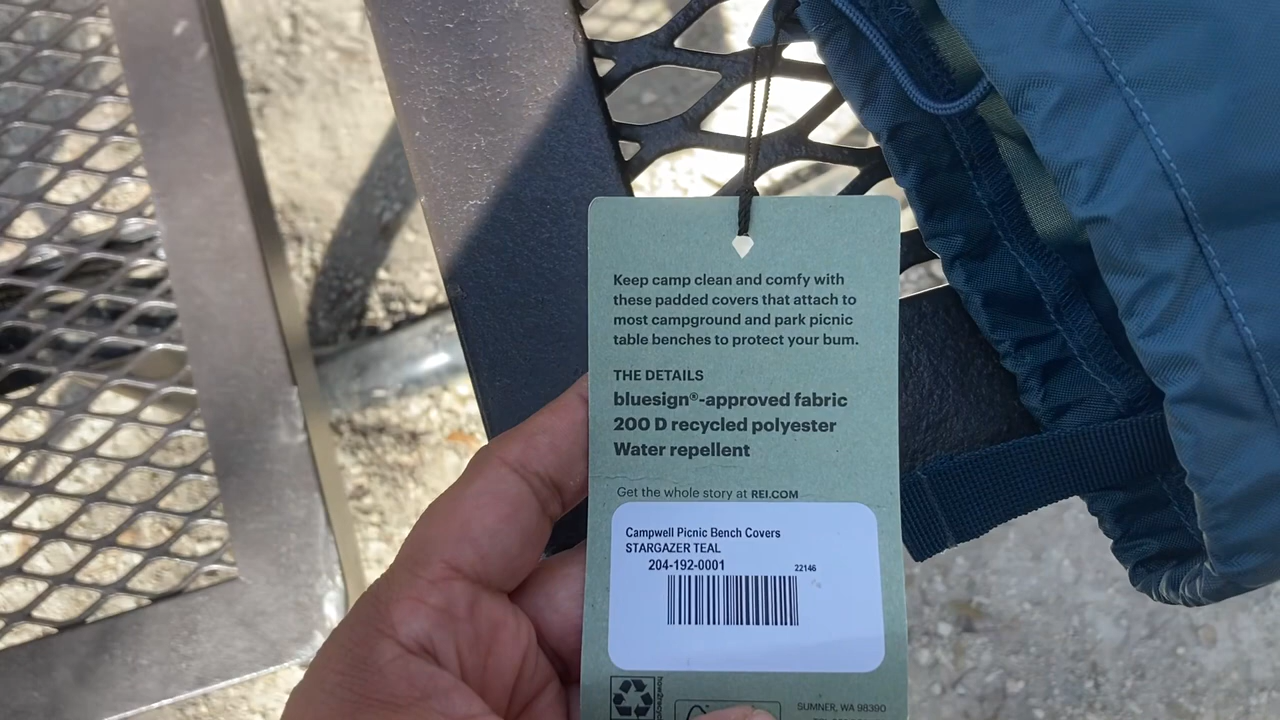 Keep camp clean and comfy with
these padded covers that attach to
most campground and park picnic
table benches to protect your bum.
THE DETAILS
bluesign®-approved fabric
200 D recycled polyester
Water repellent
Get the whole story at REI.COM
Campwell Picnic Bench Covers
STARGAZER TEAL
204-192-0001
22146
SUMNER, WA 98390